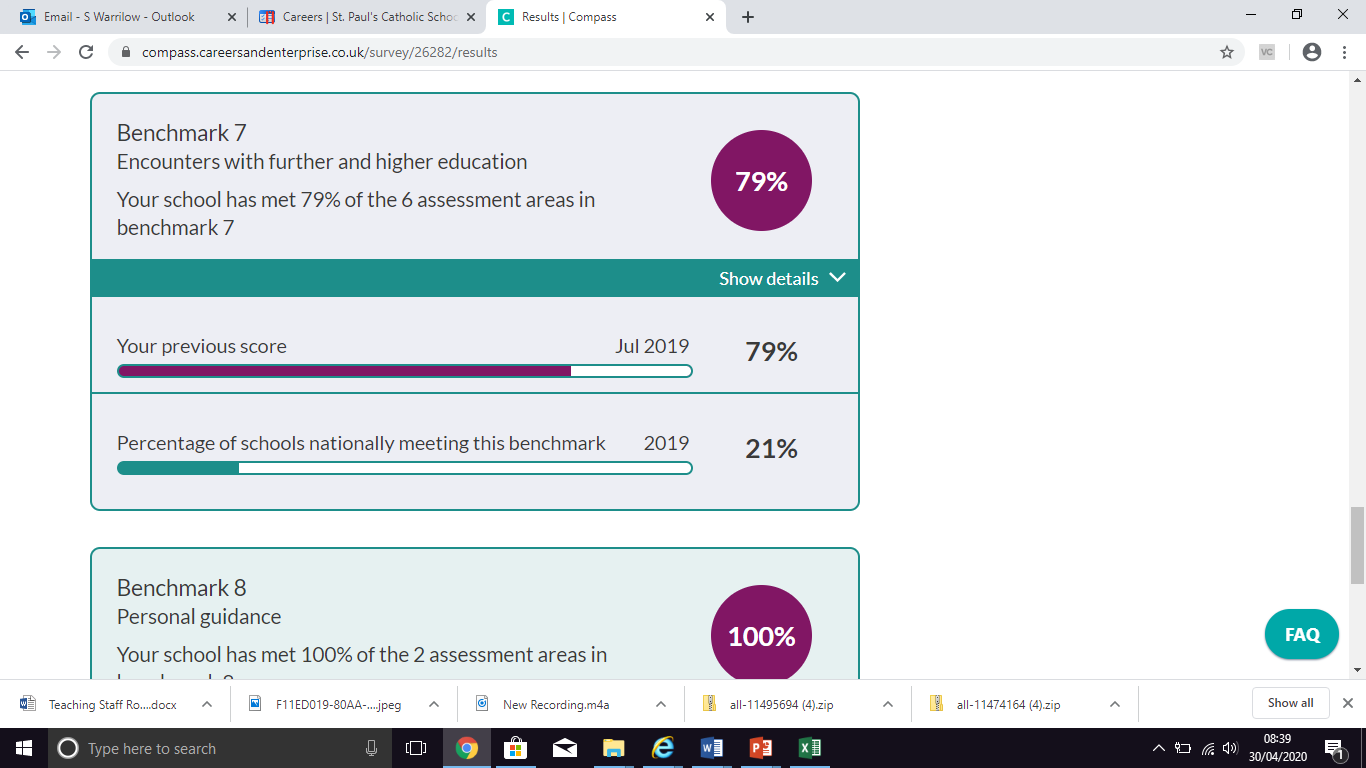 Email - S Warrilow - Outlook
Careers | St. Paul's Catholic Schoo
Results | Compass
compass.careersandenterprise.co.uk/survey/26282/results
VC
Benchmark 7
Encounters with further and higher education
Your school has met 79% of the 6 assessment areas in
benchmark 7
79%
Show details
Your previous score
Jul 2019
79%
Percentage of schools nationally meeting this benchmark
2019
21%
Benchmark 8
Personal guidance
Your school has met 100% of the 2 assessment areas in
100%
FAQ
Teaching Staff Ro....docx
F11ED019-80AA-....jpeg
New Recording.m4a
all-11495694 (4).zip
all-11474164 (4).zip
Show all
Type here to search
08:39
30/04/2020
1